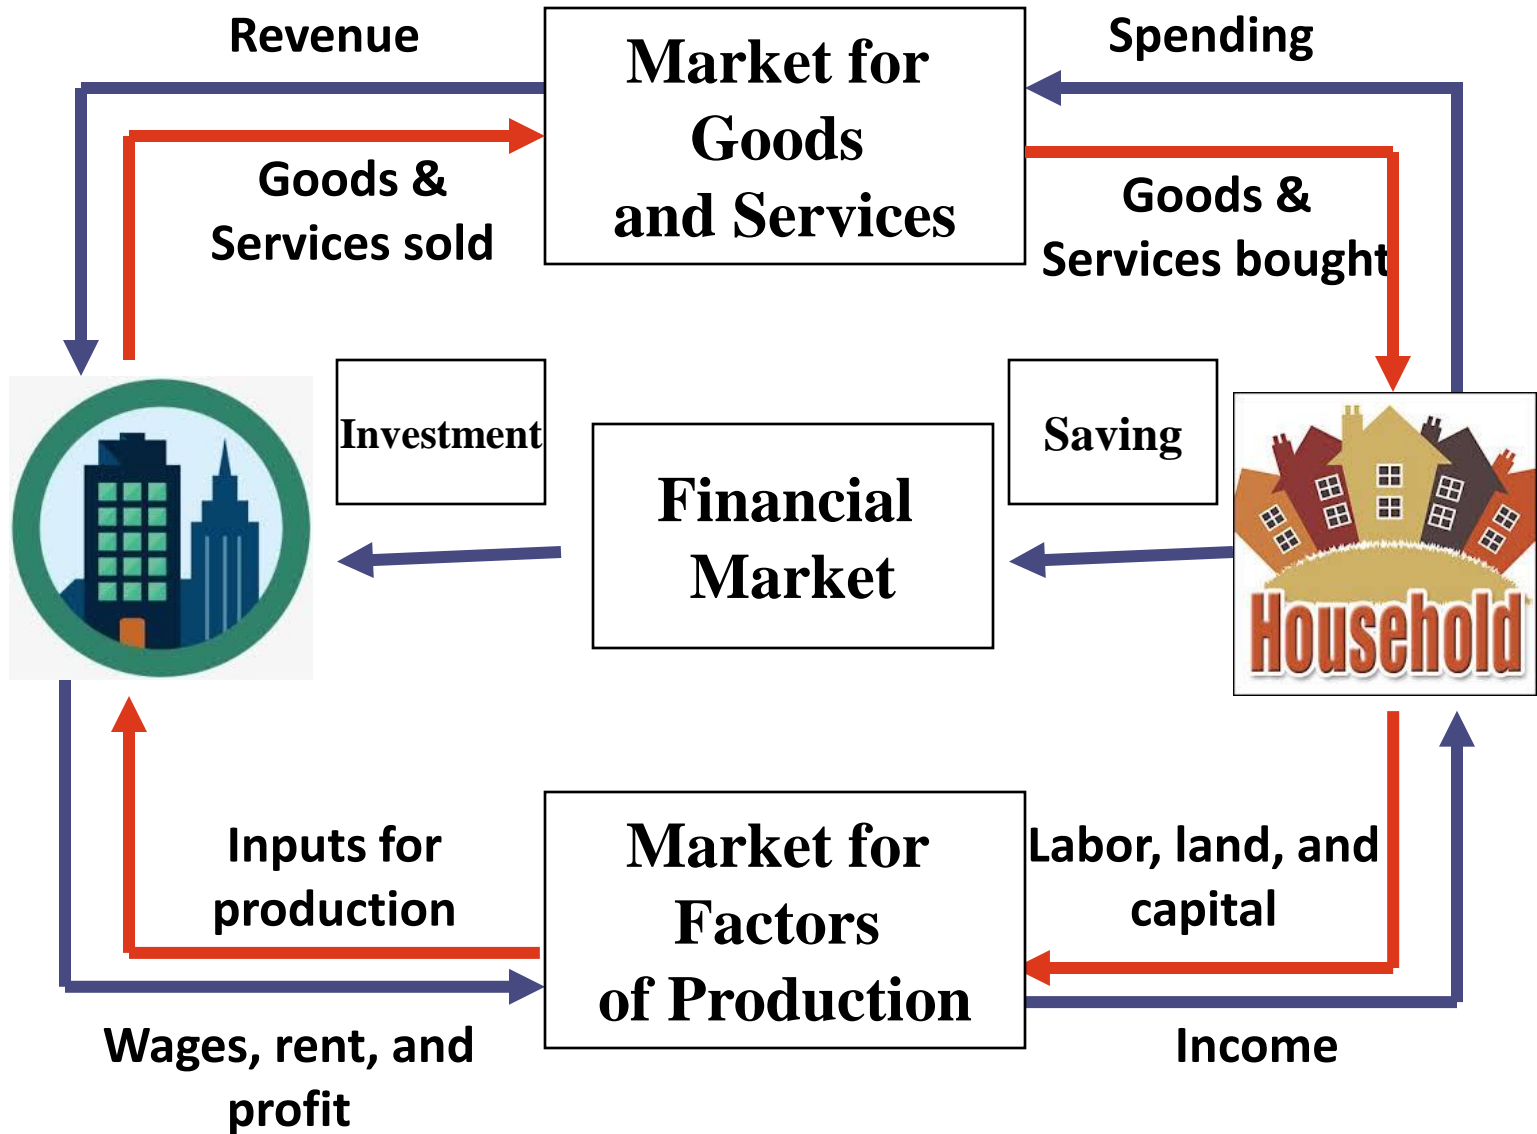 Revenue
Market for
Goods
and Services
Spending
Goods &
Services sold
Goods &
Services bought
Investment
Financial
Market
Saving
Household
Inputs for
production
Market for
Factors
of Production
Labor, land, and
capital
Wages, rent, and
profit
Income